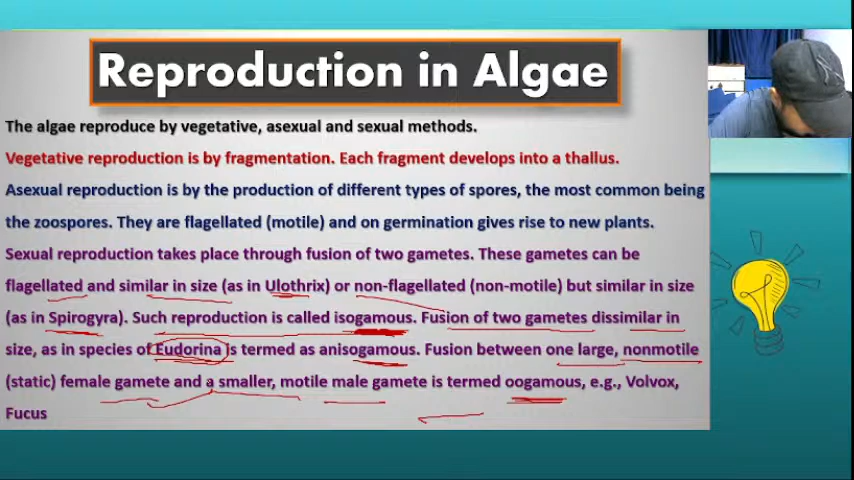 Reproduction in Algae
The algae reproduce by vegetative, asexual and sexual methods.
Vegetative reproduction is by fragmentation. Each fragment develops into a thallus.
Asexual reproduction is by the production of different types of spores, the most common being
the zoospores. They are flagellated (motile) and on germination gives rise to new plants.
Sexual reproduction takes place through fusion of two gametes. These gametes can be
flagellated and similar in size (as in Ulothrix) or non-flagellated (non-motile) but similar in size
(as in Spirogyra). Such reproduction is called isogamous. Fusion of two gametes dissimilar in
size, as in species of Eudorina is termed as anisogamous. Fusion between one large, nonmotile
(static) female gamete and a smaller, motile male gamete is termed oogamous, e.g., Volvox,
Fucus